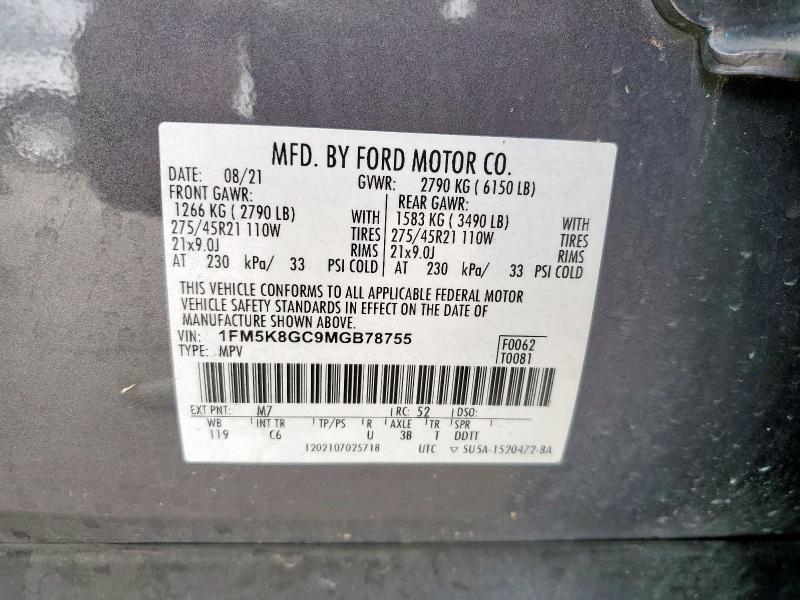 MFD. BY FORD MOTOR CO.
DATE: 08/21 GVWR: 2790 KG ( 6150 LB)
FRONT GAWR: REAR GAWR:
1266 KG ( 2790 LB) WITH 1583 KG ( 3490 LB) WITH
275/45R21 110W TIRES 275/45R21 110W TIRES
21x9.0J RIMS 21x9.0J RIMS
AT 230 kPa/ 33 PSI COLD AT 230 kPa/ 33 PSI COLD
THIS VEHICLE CONFORMS TO ALL APPLICABLE FEDERAL MOTOR
VEHICLE SAFETY STANDARDS IN EFFECT ON THE DATE OF
MANUFACTURE SHOWN ABOVE.
VIN: 1FM5K8GC9MGB78755 F0062
TYPE: MPV T0081
EXT PNT: M7 RC: 52 DSO:
WB INT TR TP/PS R AXLE TR SPR
119 C6 U 3B T DDTT
1202107025718 UTC ▽ 5U5A-1520472-BA